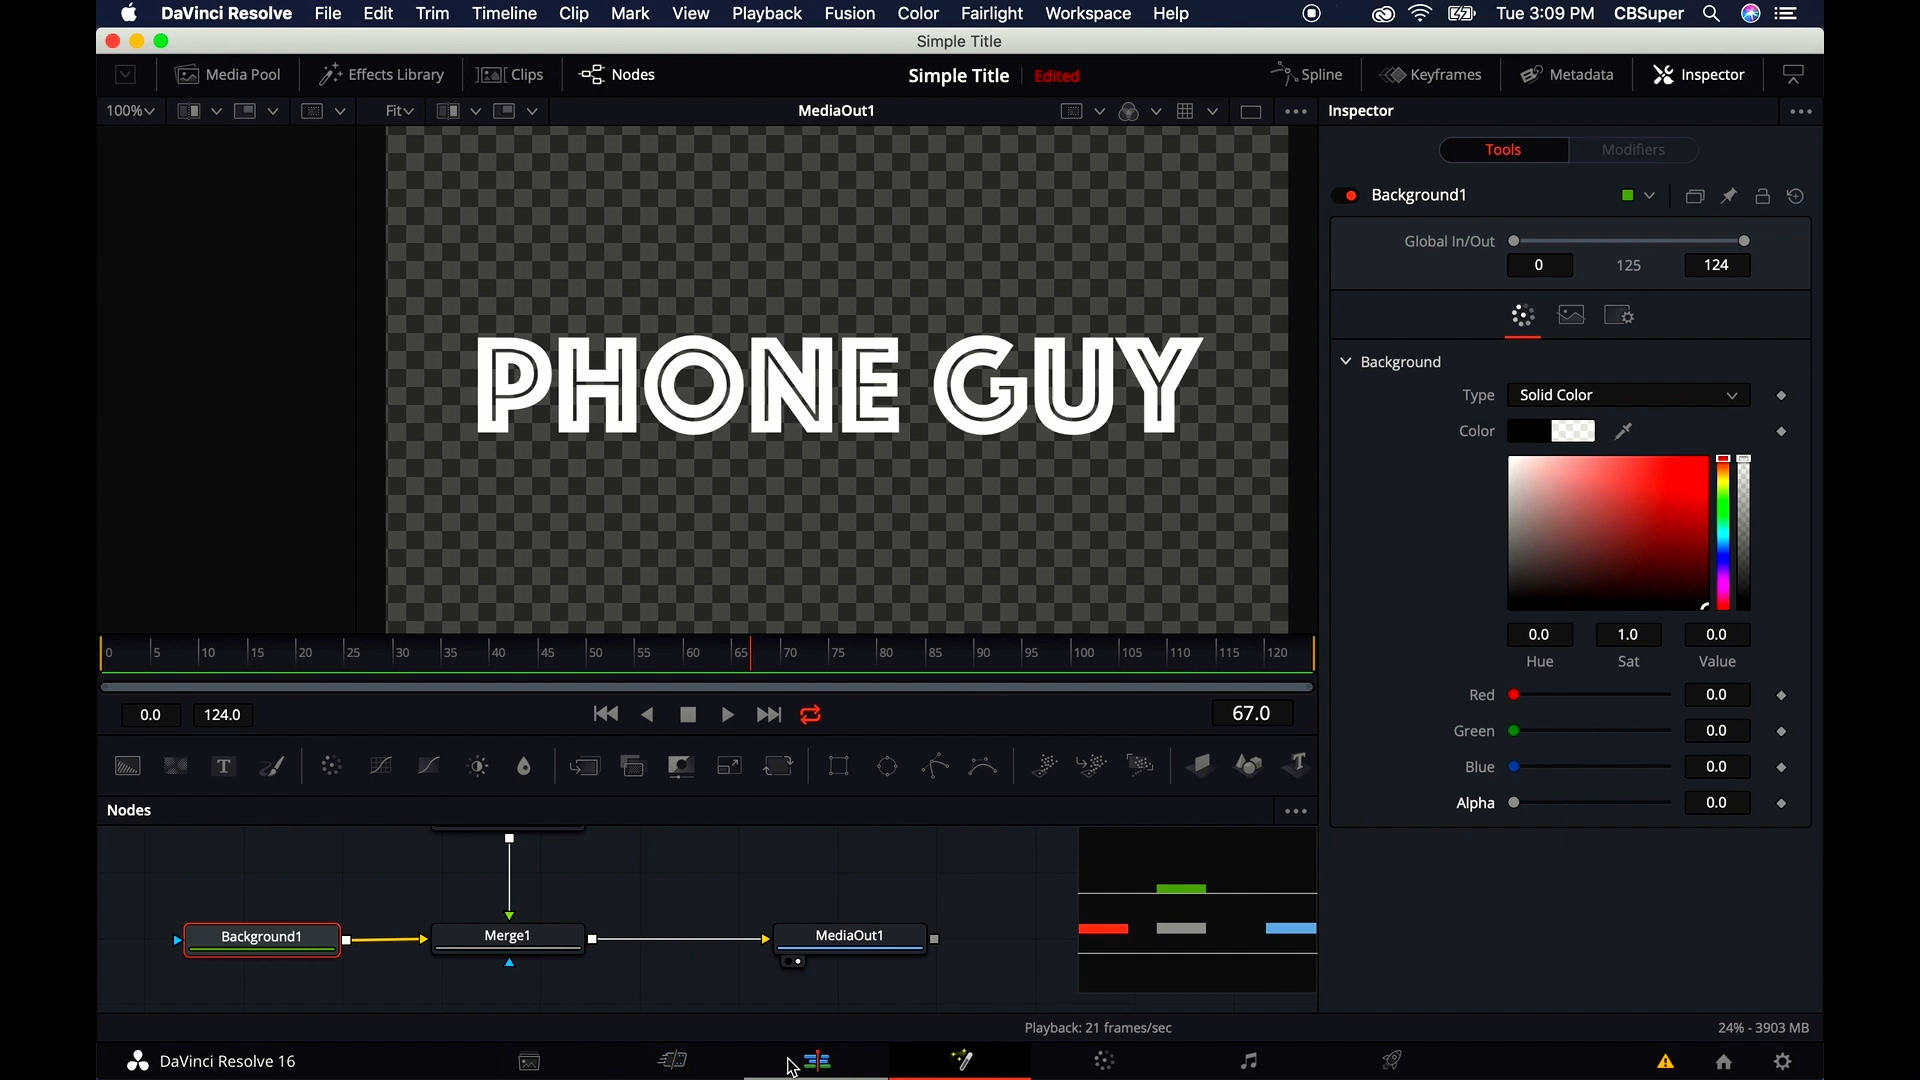 DaVinci Resolve File Edit Trim Timeline Clip Mark View Playback Fusion Color Fairlight Workspace Help Tue 3:09 PM CBSuper
Simple Title
Media Pool Effects Library Clips Nodes Simple Title Edited Spline Keyframes Metadata Inspector
100% Fit MediaOut1 Inspector
Tools Modifiers
Background1
Global In/Out
0 125 124
PHONE GUY
Background
Type Solid Color
Color
0.0 1.0 0.0
Hue Sat Value
Red 0.0
Green 0.0
Blue 0.0
Alpha 0.0
0 5 10 15 20 25 30 35 40 45 50 55 60 65 70 75 80 85 90 95 100 105 110 115 120
0.0 124.0 67.0
T T
Nodes
Background1 Merge1 MediaOut1
Playback: 21 frames/sec 24% - 3903 MB
DaVinci Resolve 16